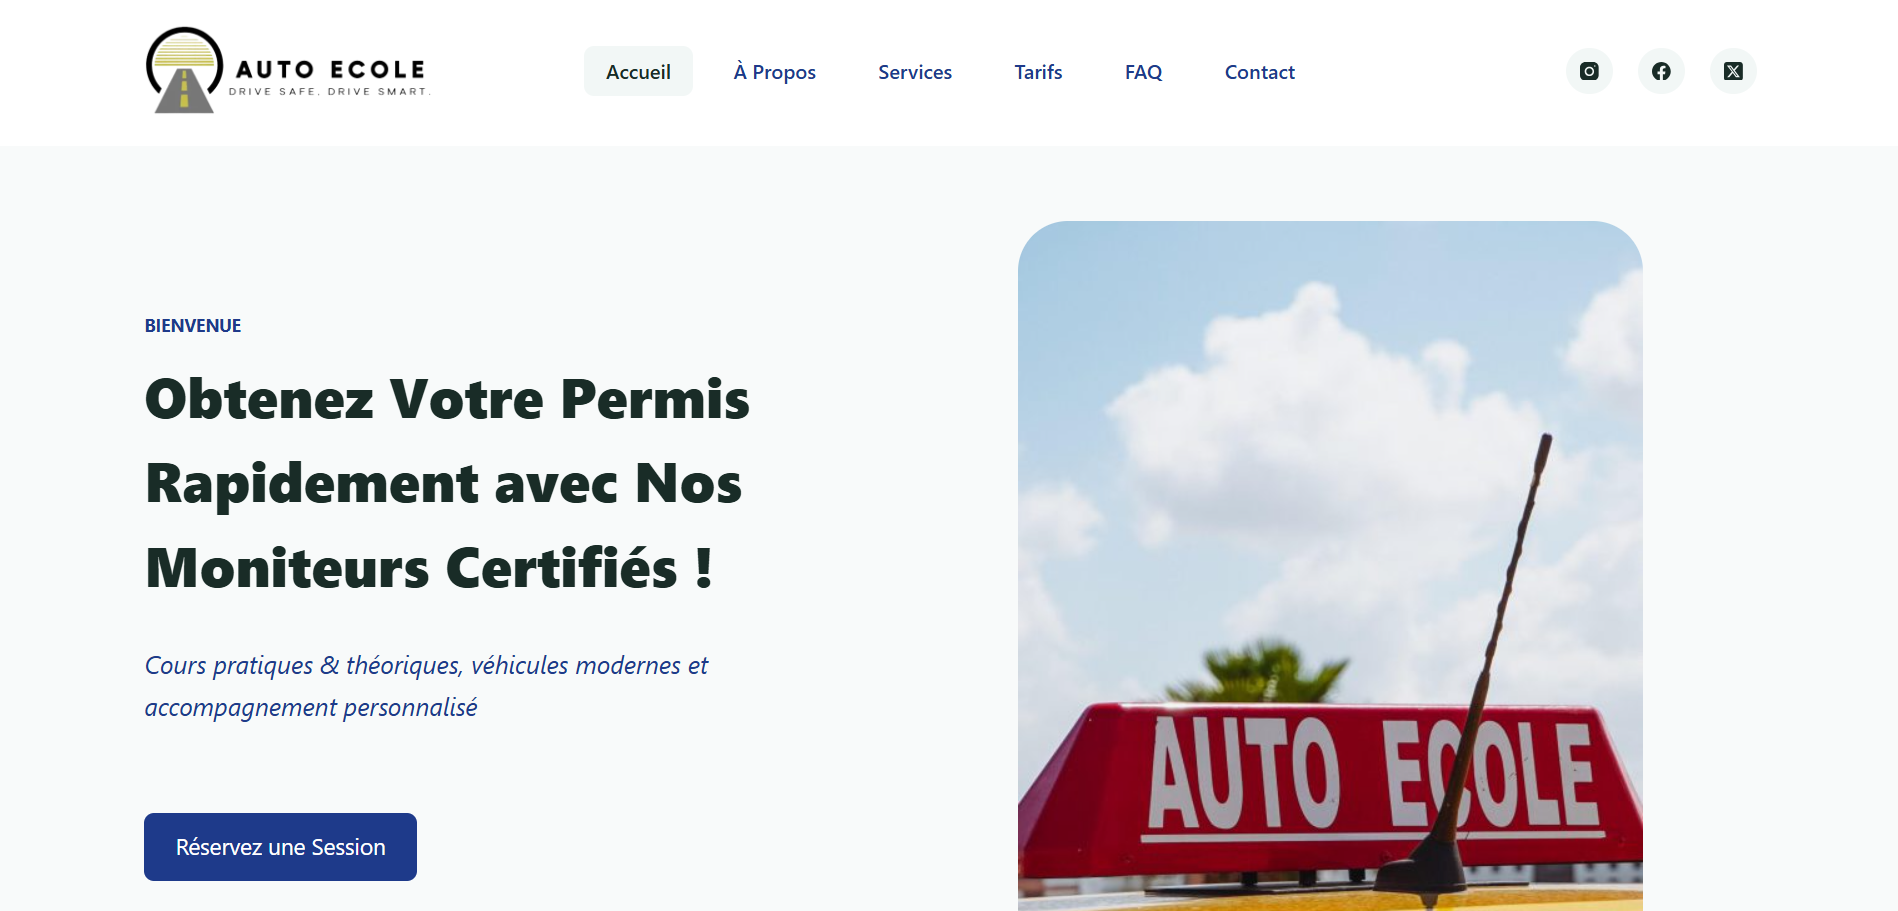 AUTO ECOLE
DRIVE SAFE. DRIVE SMART.
Accueil
À Propos
Services
Tarifs
FAQ
Contact
BIENVENUE
Obtenez Votre Permis
Rapidement avec Nos
Moniteurs Certifiés !
Cours pratiques & théoriques, véhicules modernes et
accompagnement personnalisé
Réservez une Session
AUTO ECOLE